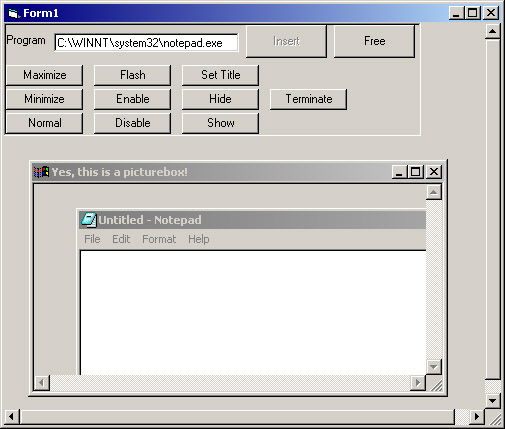 Form1
Program C:\WINNT\system32\notepad.exe Insert Free
Maximize Flash Set Title
Minimize Enable Hide Terminate
Normal Disable Show
Yes, this is a picturebox!
Untitled - Notepad
File Edit Format Help